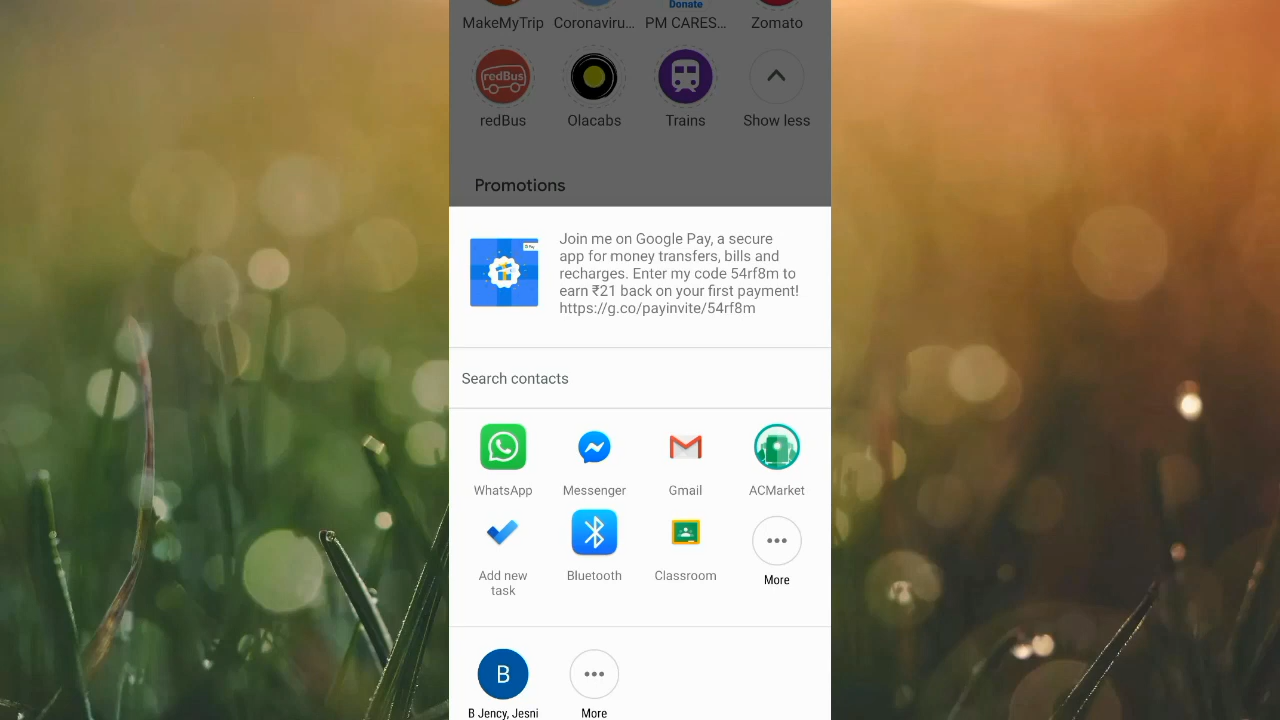 Donate
MakeMyTrip Coronaviru... PM CARES... Zomato
redBus
redBus Olacabs Trains Show less
Promotions
Join me on Google Pay, a secure
app for money transfers, bills and
recharges. Enter my code 54rf8m to
earn ₹21 back on your first payment!
https://g.co/payinvite/54rf8m
Search contacts
WhatsApp Messenger Gmail ACMarket
Add new
task
Bluetooth Classroom More
B
B Jency, Jesni More